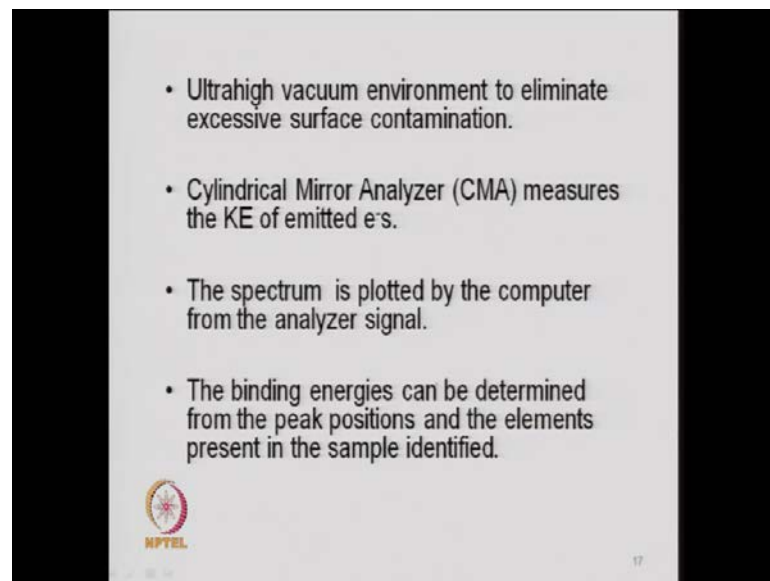 • Ultrahigh vacuum environment to eliminate
excessive surface contamination.
• Cylindrical Mirror Analyzer (CMA) measures
the KE of emitted e-s.
• The spectrum is plotted by the computer
from the analyzer signal.
• The binding energies can be determined
from the peak positions and the elements
present in the sample identified.
NPTEL
17